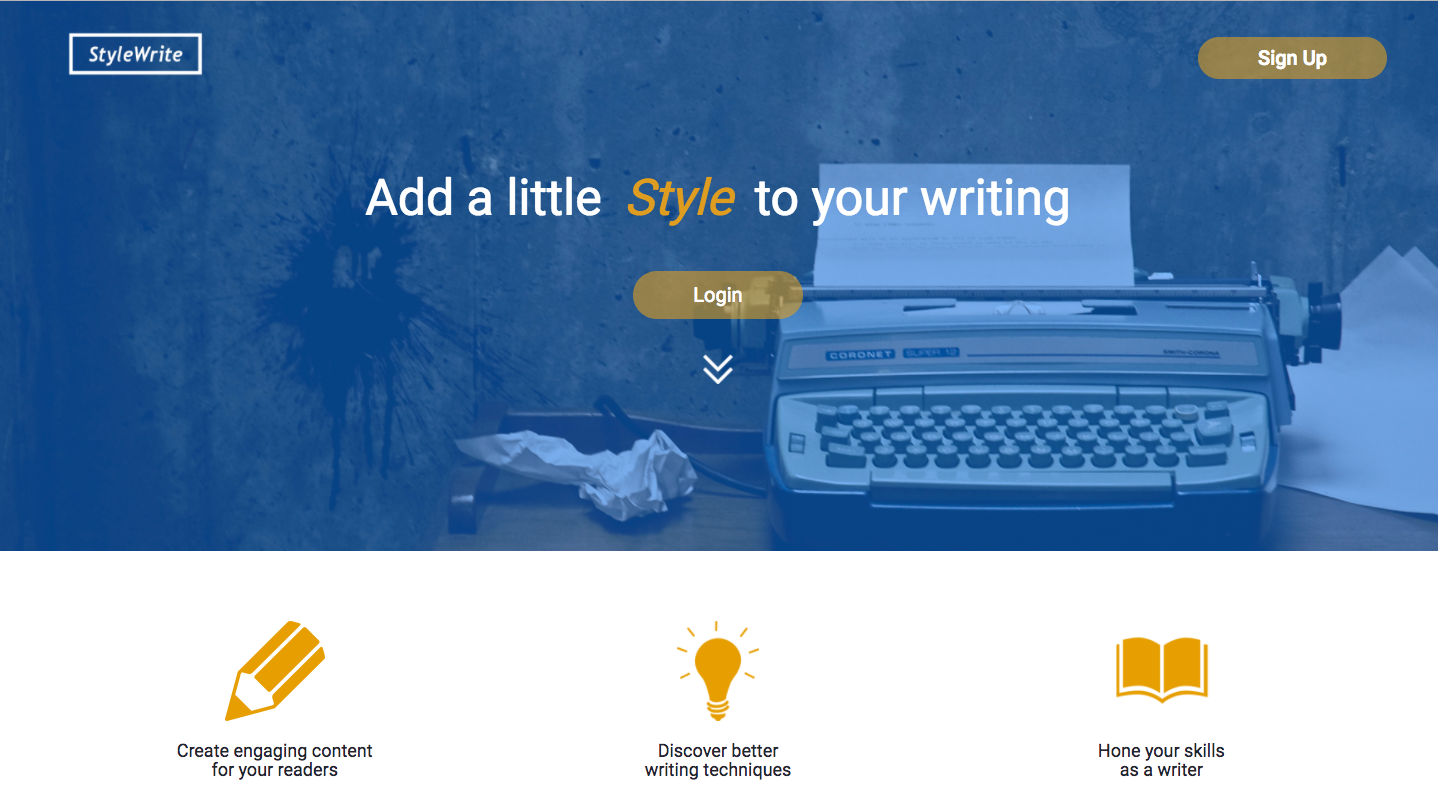 StyleWrite
Sign Up
Add a little Style to your writing
Login
CORONET SUPER 12
SMITH-CORONA
Create engaging content
for your readers
Discover better
writing techniques
Hone your skills
as a writer